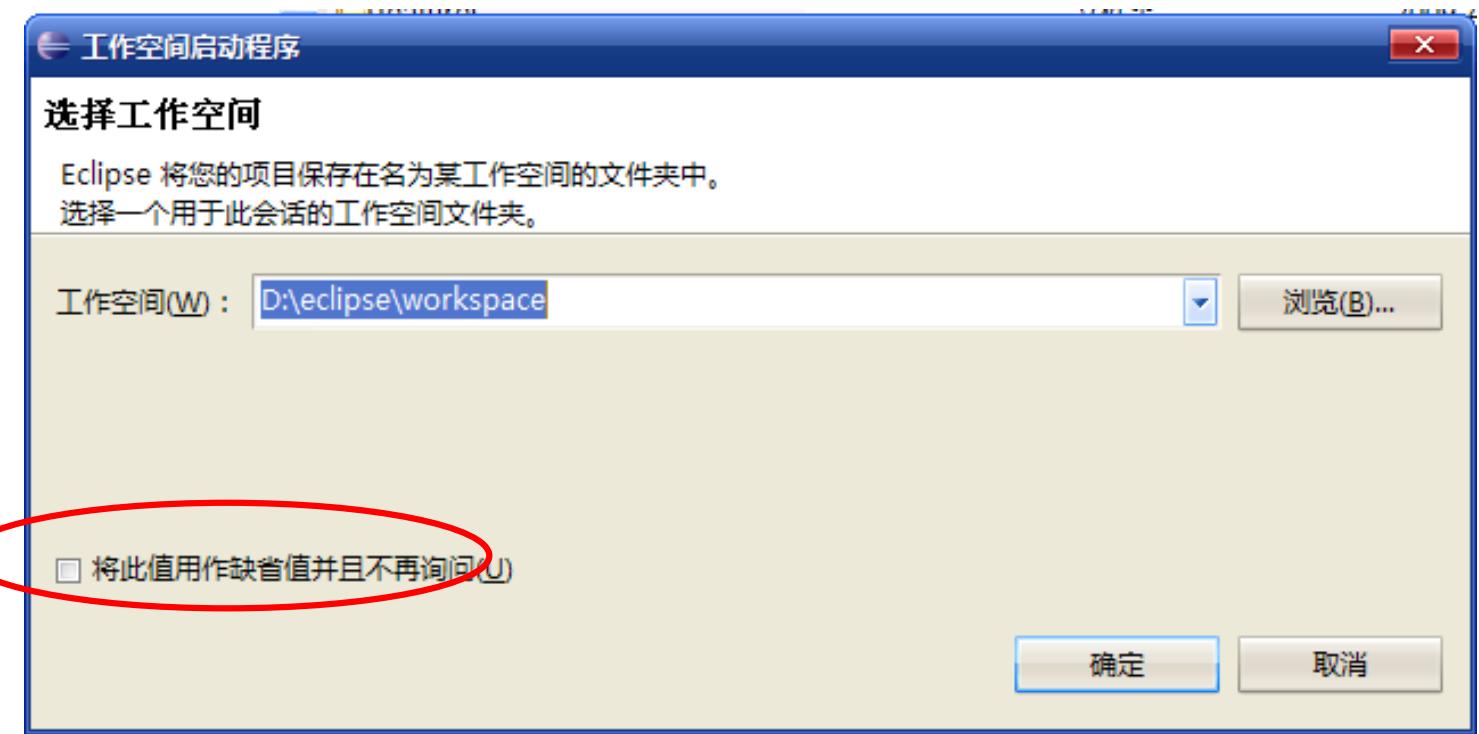 工作空间启动程序
选择工作空间
Eclipse 将您的项目保存在名为某工作空间的文件夹中。
选择一个用于此会话的工作空间文件夹。
工作空间(W)： D:\eclipse\workspace 浏览(B)...
将此值用作缺省值并且不再询问(U)
确定 取消